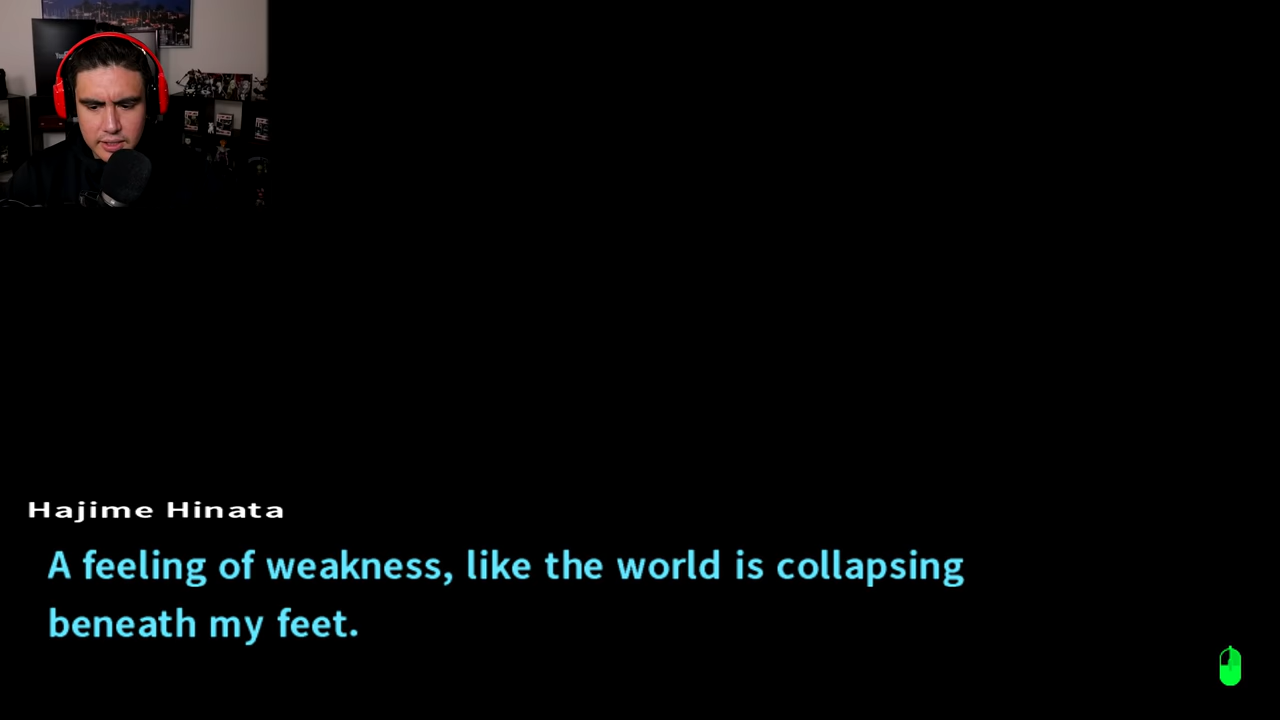 Hajime Hinata
A feeling of weakness, like the world is collapsing
beneath my feet.